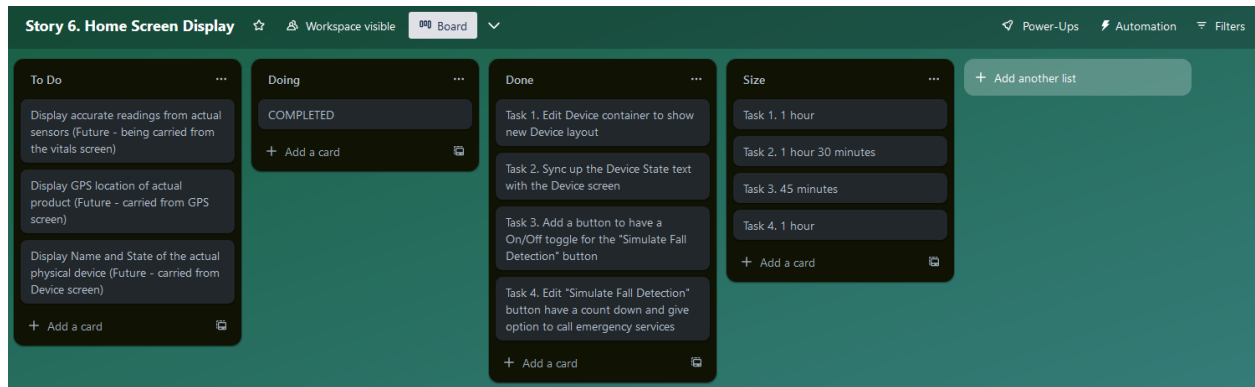 Story 6. Home Screen Display
Workspace visible
Board
Power-Ups
Automation
Filters
To Do
Display accurate readings from actual
sensors (Future - being carried from
the vitals screen)
Display GPS location of actual
product (Future - carried from GPS
screen)
Display Name and State of the actual
physical device (Future - carried from
Device screen)
+ Add a card
Doing
COMPLETED
+ Add a card
Done
Task 1. Edit Device container to show
new Device layout
Task 2. Sync up the Device State text
with the Device screen
Task 3. Add a button to have a
On/Off toggle for the "Simulate Fall
Detection" button
Task 4. Edit "Simulate Fall Detection"
button have a count down and give
option to call emergency services
+ Add a card
Size
Task 1. 1 hour
Task 2. 1 hour 30 minutes
Task 3. 45 minutes
Task 4. 1 hour
+ Add a card
+ Add another list